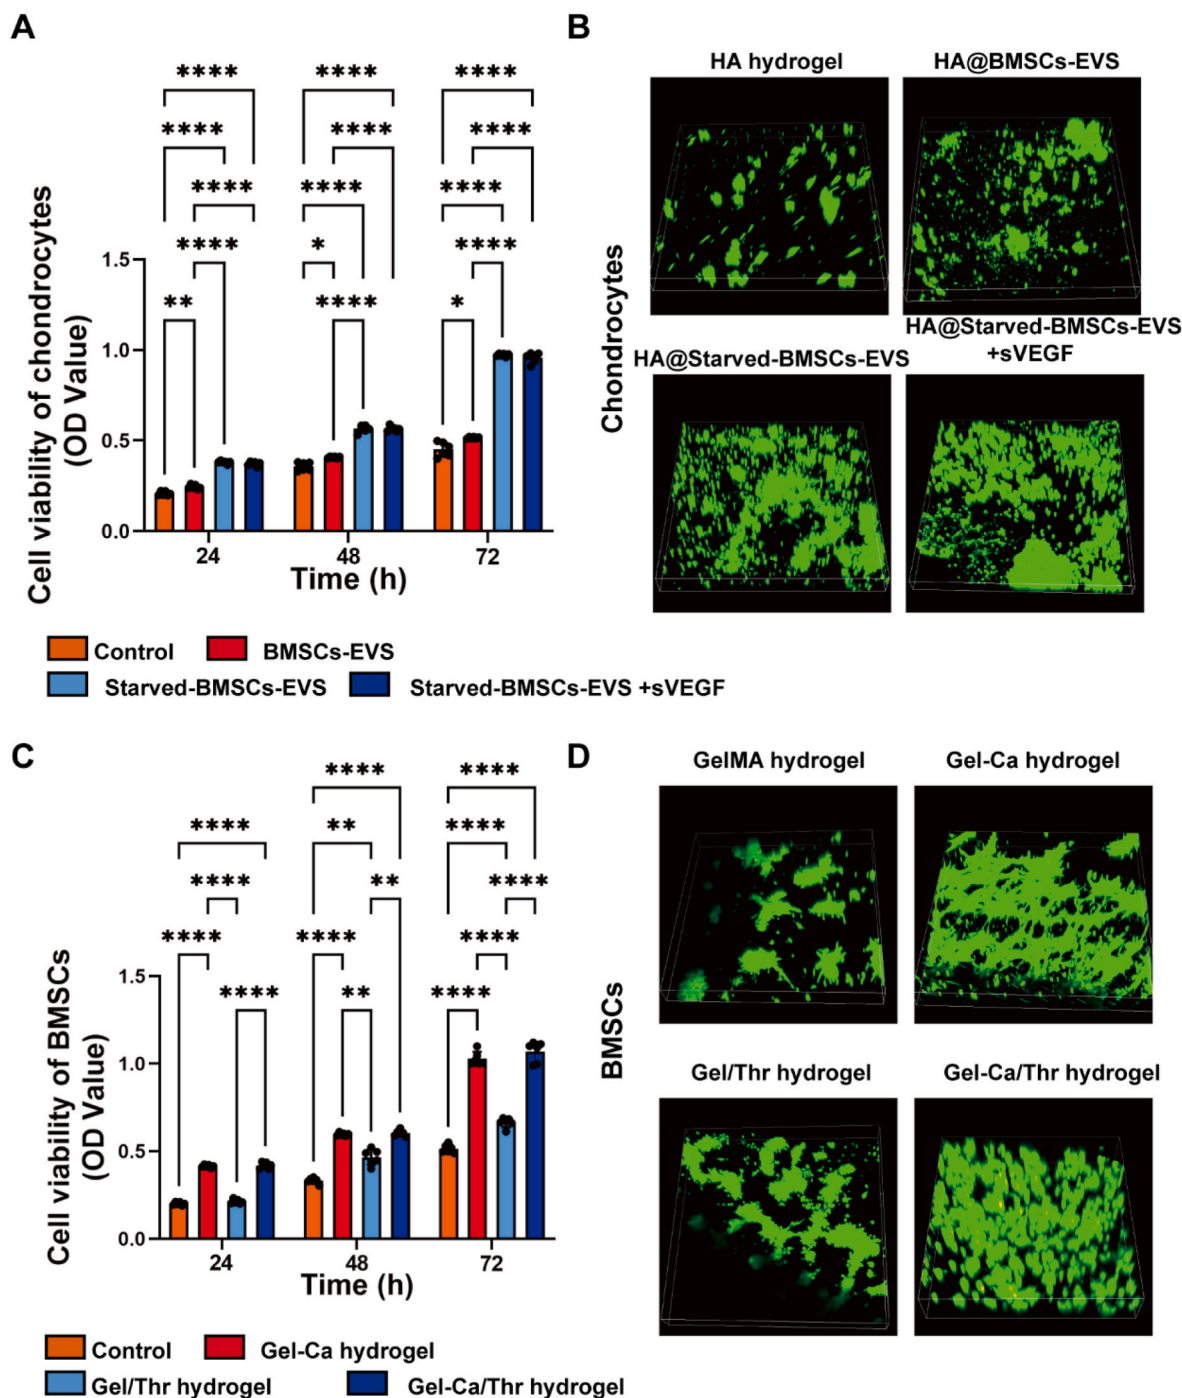 A
B
****
****
****
****
****
****
****
****
****
****
****
****
****
*
****
**
****
*
Cell viability of chondrocytes
(OD Value)
1.5
1.0
0.5
0.0
24
48
72
Time (h)
Control
BMSCs-EVS
Starved-BMSCs-EVS
Starved-BMSCs-EVS +sVEGF
Chondrocytes
HA hydrogel
HA@BMSCs-EVS
HA@Starved-BMSCs-EVS
HA@Starved-BMSCs-EVS
+sVEGF
C
D
****
****
****
**
****
****
**
****
****
****
****
****
**
****
Cell viability of BMSCs
(OD Value)
1.5
1.0
0.5
0.0
24
48
72
Time (h)
Control
Gel-Ca hydrogel
Gel/Thr hydrogel
Gel-Ca/Thr hydrogel
BMSCs
GelMA hydrogel
Gel-Ca hydrogel
Gel/Thr hydrogel
Gel-Ca/Thr hydrogel